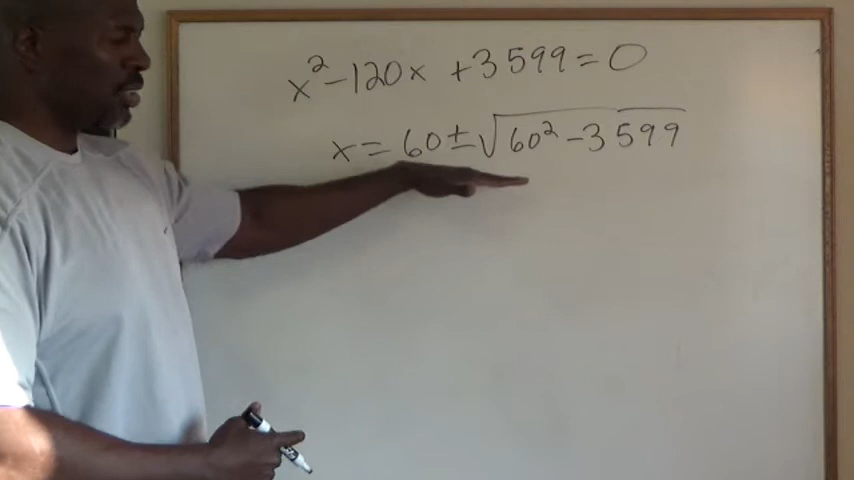 x² - 120x + 3599 = 0
x = 60 ± √(60² - 3599)